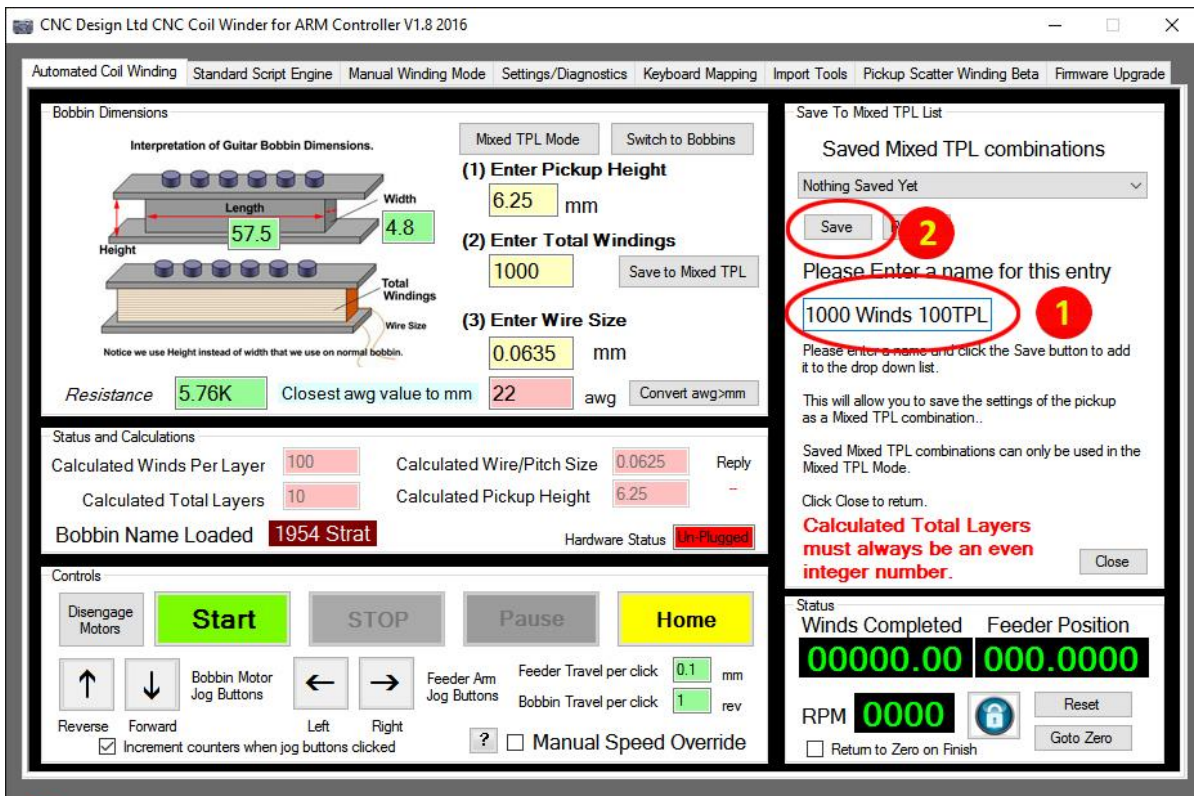 CNC Design Ltd CNC Coil Winder for ARM Controller V1.8 2016
Automated Coil Winding
Standard Script Engine
Manual Winding Mode
Settings/Diagnostics
Keyboard Mapping
Import Tools
Pickup Scatter Winding Beta
Firmware Upgrade
Bobbin Dimensions
Interpretation of Guitar Bobbin Dimensions.
Length
57.5
Width
4.8
Height
Total
Windings
Wire Size
Notice we use Height instead of width that we use on normal bobbin.
Mixed TPL Mode
Switch to Bobbins
(1) Enter Pickup Height
6.25 mm
(2) Enter Total Windings
1000
Save to Mixed TPL
(3) Enter Wire Size
0.0635 mm
Resistance 5.76K
Closest awg value to mm 22 awg
Convert awg>mm
Status and Calculations
Calculated Winds Per Layer 100
Calculated Wire/Pitch Size 0.0625
Reply
Calculated Total Layers 10
Calculated Pickup Height 6.25
--
Bobbin Name Loaded 1954 Strat
Hardware Status Un-Plugged
Controls
Disengage
Motors
Start
STOP
Pause
Home
Bobbin Motor
Jog Buttons
Reverse
Forward
Feeder Arm
Jog Buttons
Left
Right
Feeder Travel per click 0.1 mm
Bobbin Travel per click 1 rev
Increment counters when jog buttons clicked
?
Manual Speed Override
Save To Mixed TPL List
Saved Mixed TPL combinations
Nothing Saved Yet
Save
2
Please Enter a name for this entry
1000 Winds 100TPL
1
Please enter a name and click the Save button to add
it to the drop down list.
This will allow you to save the settings of the pickup
as a Mixed TPL combination..
Saved Mixed TPL combinations can only be used in the
Mixed TPL Mode.
Click Close to return.
Calculated Total Layers
must always be an even
integer number.
Close
Status
Winds Completed
Feeder Position
00000.00
000.0000
RPM 0000
Reset
Goto Zero
Return to Zero on Finish